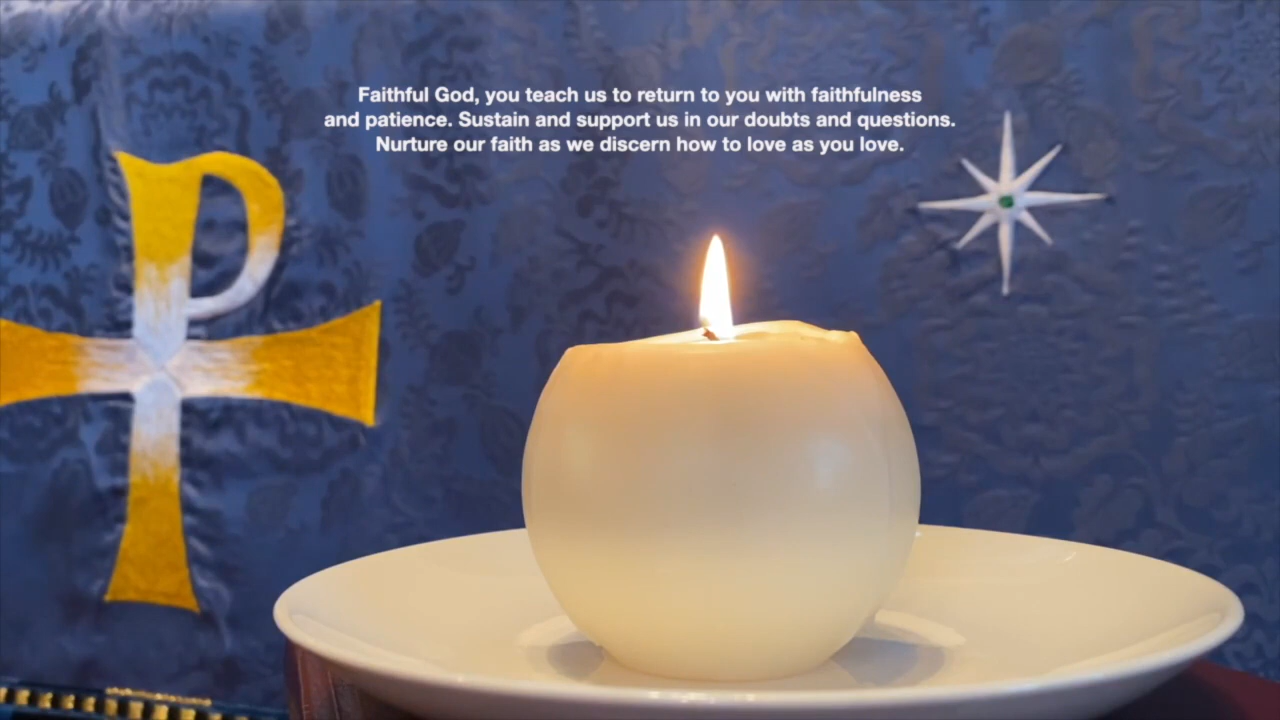 Faithful God, you teach us to return to you with faithfulness
and patience. Sustain and support us in our doubts and questions.
Nurture our faith as we discern how to love as you love.